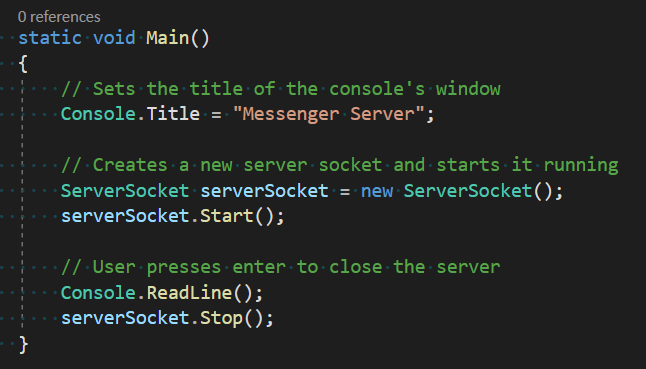 0 references
static void Main()
{
// Sets the title of the console's window
Console.Title = "Messenger Server";
// Creates a new server socket and starts it running
ServerSocket serverSocket = new ServerSocket();
serverSocket.Start();
// User presses enter to close the server
Console.ReadLine();
serverSocket.Stop();
}